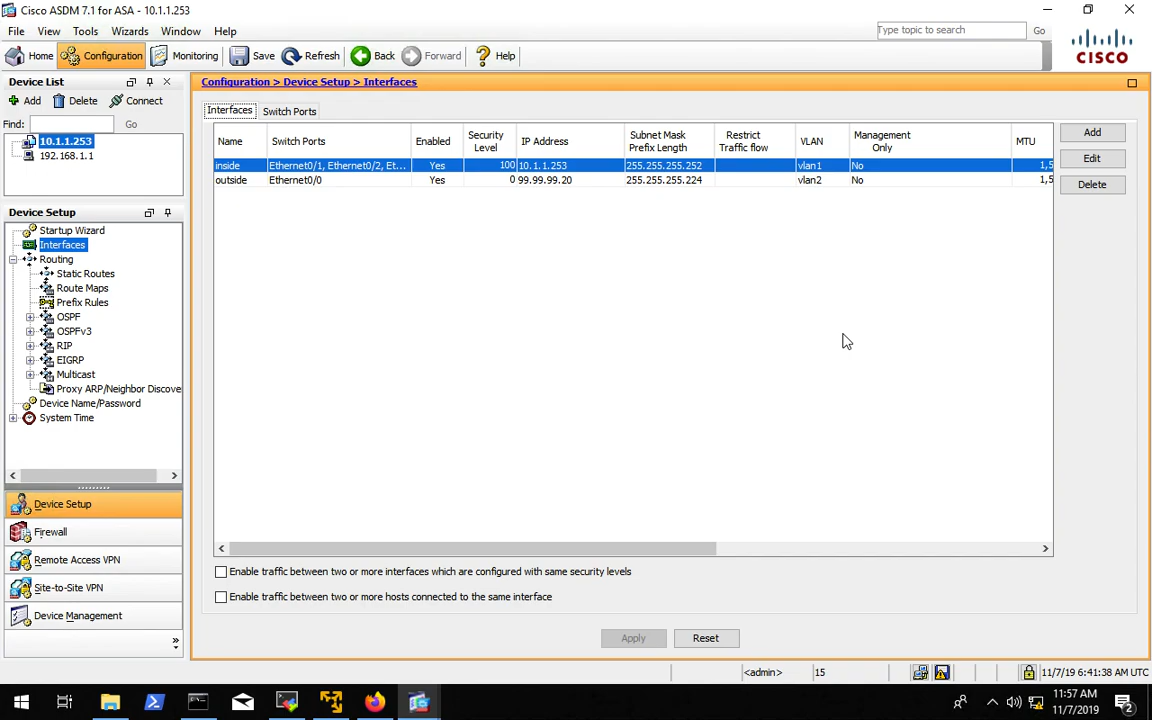 Cisco ASDM 7.1 for ASA - 10.1.1.253
File View Tools Wizards Window Help
Type topic to search Go
Home Configuration Monitoring Save Refresh Back Forward Help
CISCO
Device List
Add Delete Connect
Find: Go
10.1.1.253
192.168.1.1
Device Setup
Startup Wizard
Interfaces
Routing
Static Routes
Route Maps
Prefix Rules
OSPF
OSPFv3
RIP
EIGRP
Multicast
Proxy ARP/Neighbor Discove
Device Name/Password
System Time
Device Setup
Firewall
Remote Access VPN
Site-to-Site VPN
Device Management
Configuration > Device Setup > Interfaces
Interfaces Switch Ports
Name Switch Ports Enabled Security Level IP Address Subnet Mask Prefix Length Restrict Traffic flow VLAN Management Only MTU
inside Ethernet0/1, Ethernet0/2, Et... Yes 100 10.1.1.253 255.255.255.252 vlan1 No 1,5
outside Ethernet0/0 Yes 0 99.99.99.20 255.255.255.224 vlan2 No 1,5
Add
Edit
Delete
Enable traffic between two or more interfaces which are configured with same security levels
Enable traffic between two or more hosts connected to the same interface
Apply Reset
<admin> 15 11/7/19 6:41:38 AM UTC
11:57 AM
11/7/2019
2